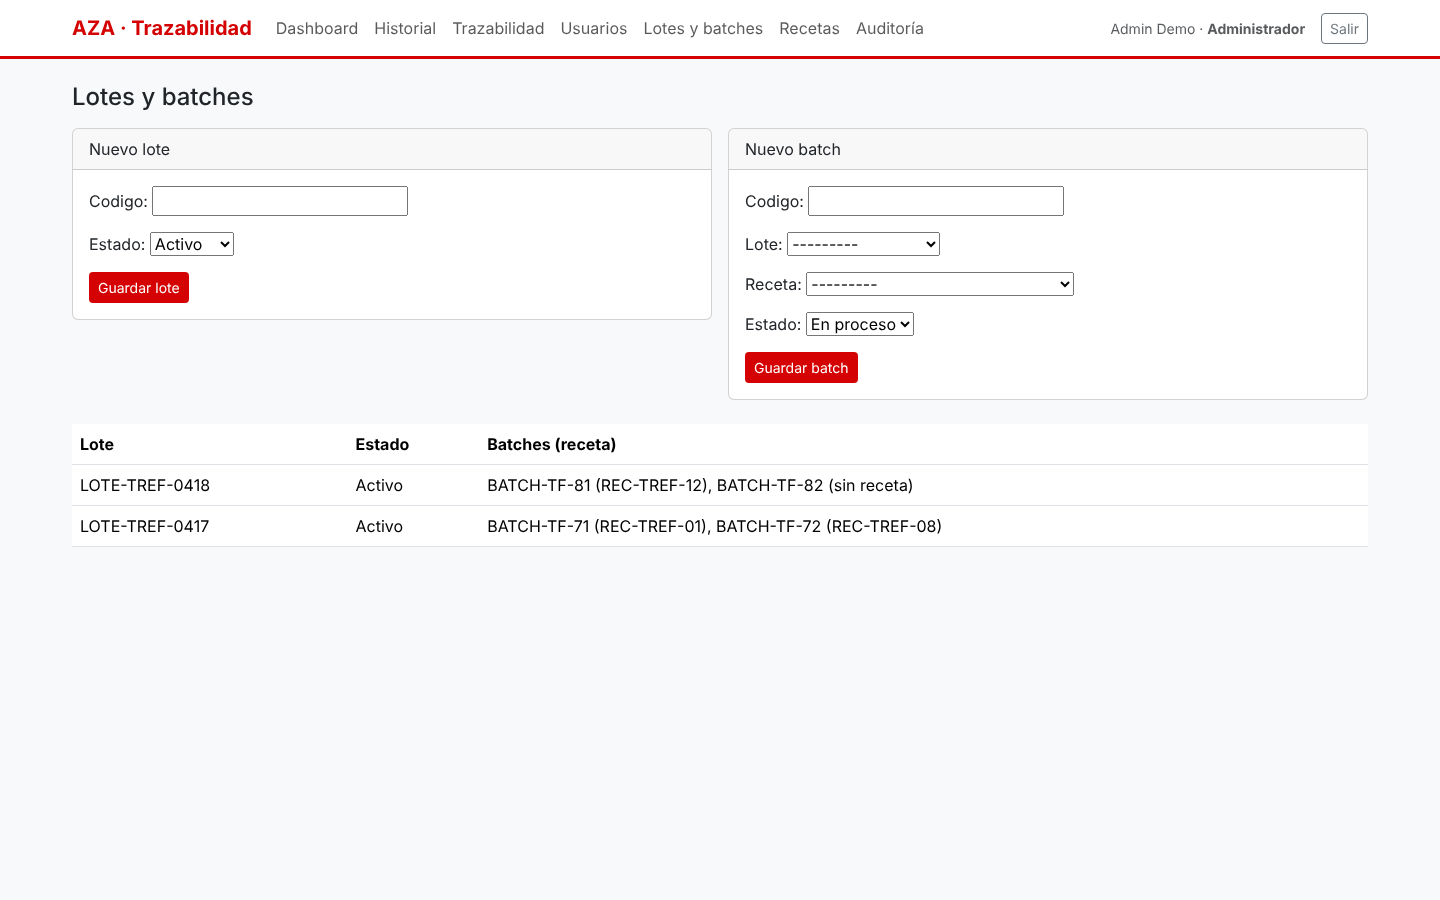 AZA · Trazabilidad Dashboard Historial Trazabilidad Usuarios Lotes y batches Recetas Auditoría Admin Demo · Administrador Salir
Lotes y batches
Nuevo lote
Codigo:
Estado: Activo
Guardar lote
Nuevo batch
Codigo:
Lote: ---------
Receta: ---------
Estado: En proceso
Guardar batch
Lote Estado Batches (receta)
LOTE-TREF-0418 Activo BATCH-TF-81 (REC-TREF-12), BATCH-TF-82 (sin receta)
LOTE-TREF-0417 Activo BATCH-TF-71 (REC-TREF-01), BATCH-TF-72 (REC-TREF-08)